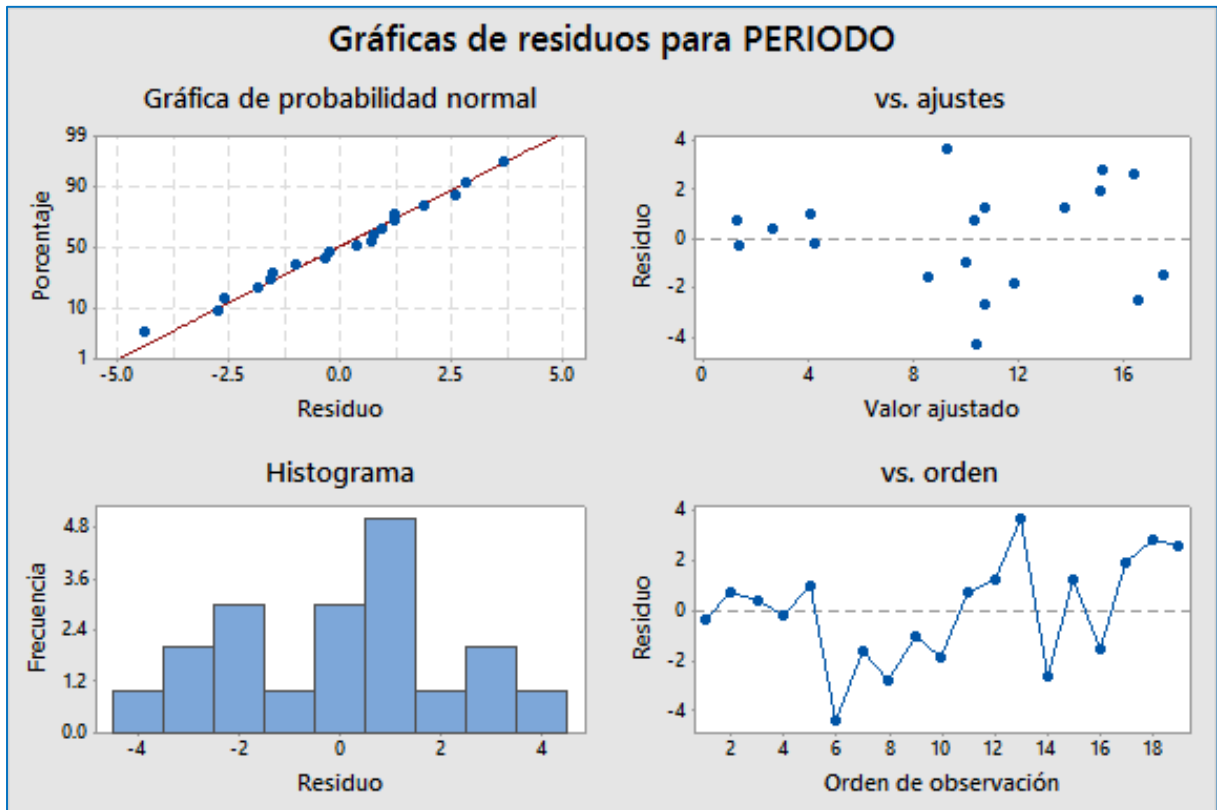 Gráficas de residuos para PERIODO
Gráfica de probabilidad normal
Porcentaje
99
90
50
10
1
-5.0 -2.5 0.0 2.5 5.0
Residuo
vs. ajustes
Residuo
4
2
0
-2
-4
0 4 8 12 16
Valor ajustado
Histograma
Frecuencia
4.8
3.6
2.4
1.2
0.0
-4 -2 0 2 4
Residuo
vs. orden
Residuo
4
2
0
-2
-4
2 4 6 8 10 12 14 16 18
Orden de observación